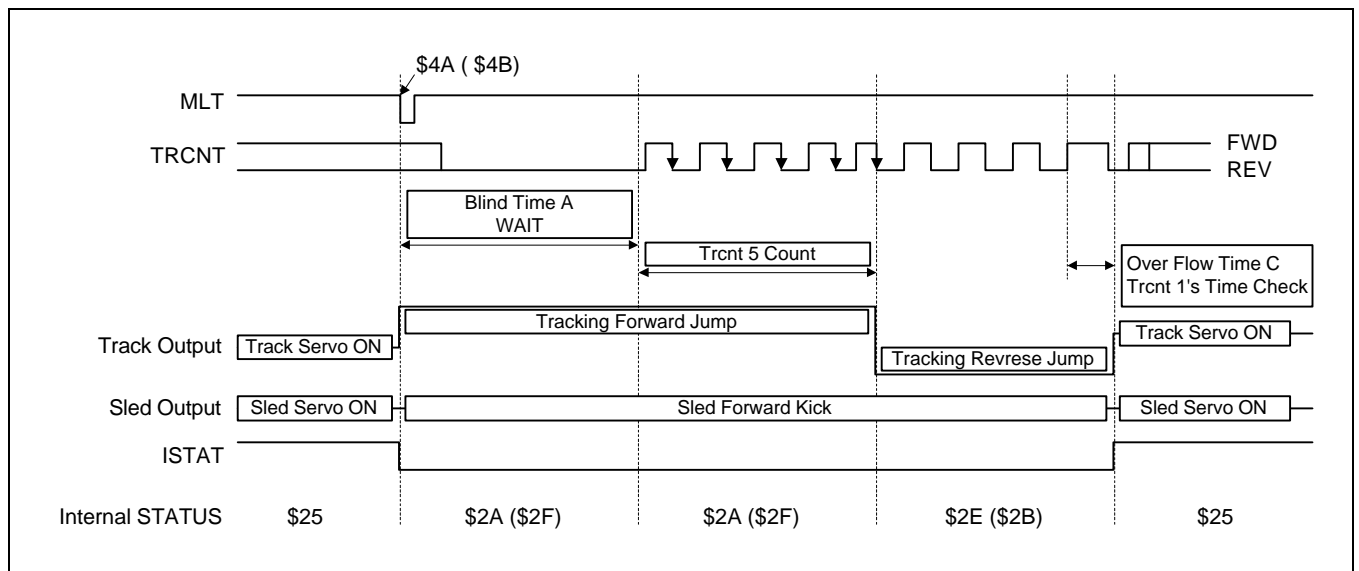 $4A ( $4B)
MLT
TRCNT
FWD
REV
Blind Time A
WAIT
Trcnt 5 Count
Over Flow Time C
Trcnt 1's Time Check
Track Output
Track Servo ON
Tracking Forward Jump
Tracking Revrese Jump
Track Servo ON
Sled Output
Sled Servo ON
Sled Forward Kick
Sled Servo ON
ISTAT
Internal STATUS $25 $2A ($2F) $2A ($2F) $2E ($2B) $25